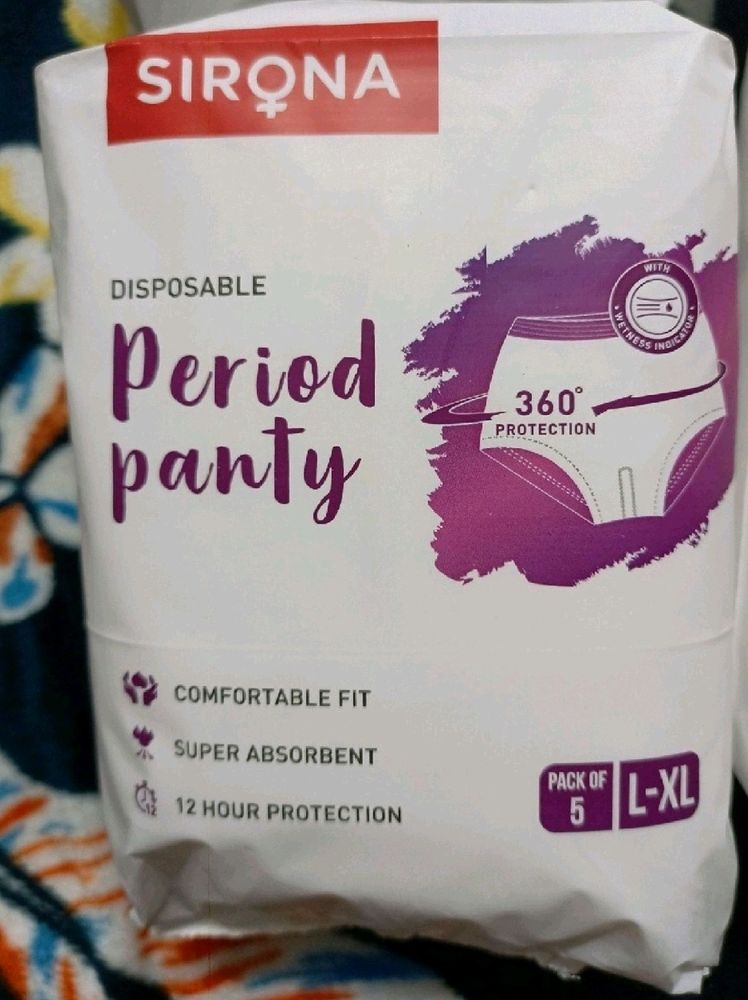 SIRONA
DISPOSABLE
Period
panty
WITH
WETNESS INDICATOR
360°
PROTECTION
COMFORTABLE FIT
SUPER ABSORBENT
12
12 HOUR PROTECTION
PACK OF
5
L-XL